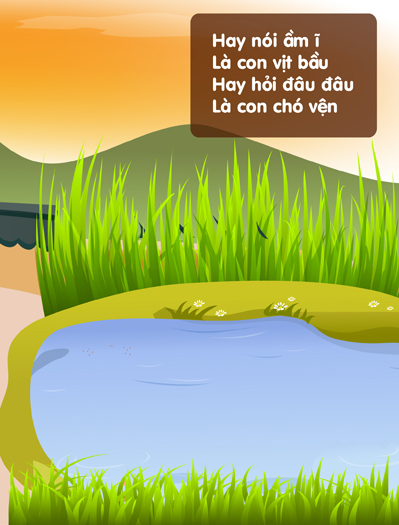 Hay nói ầm ĩ
Là con vịt bầu
Hay hỏi đâu đâu
Là con chó vện